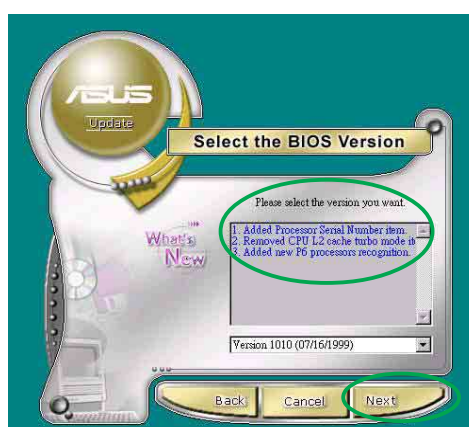 ASUS
Update
Select the BIOS Version
Please select the version you want.
What's
New
1. Added Processor Serial Number item.
2. Removed CPU L2 cache turbo mode it
3. Added new P6 processors recognition.
Version 1010 (07/16/1999)
Back
Cancel
Next